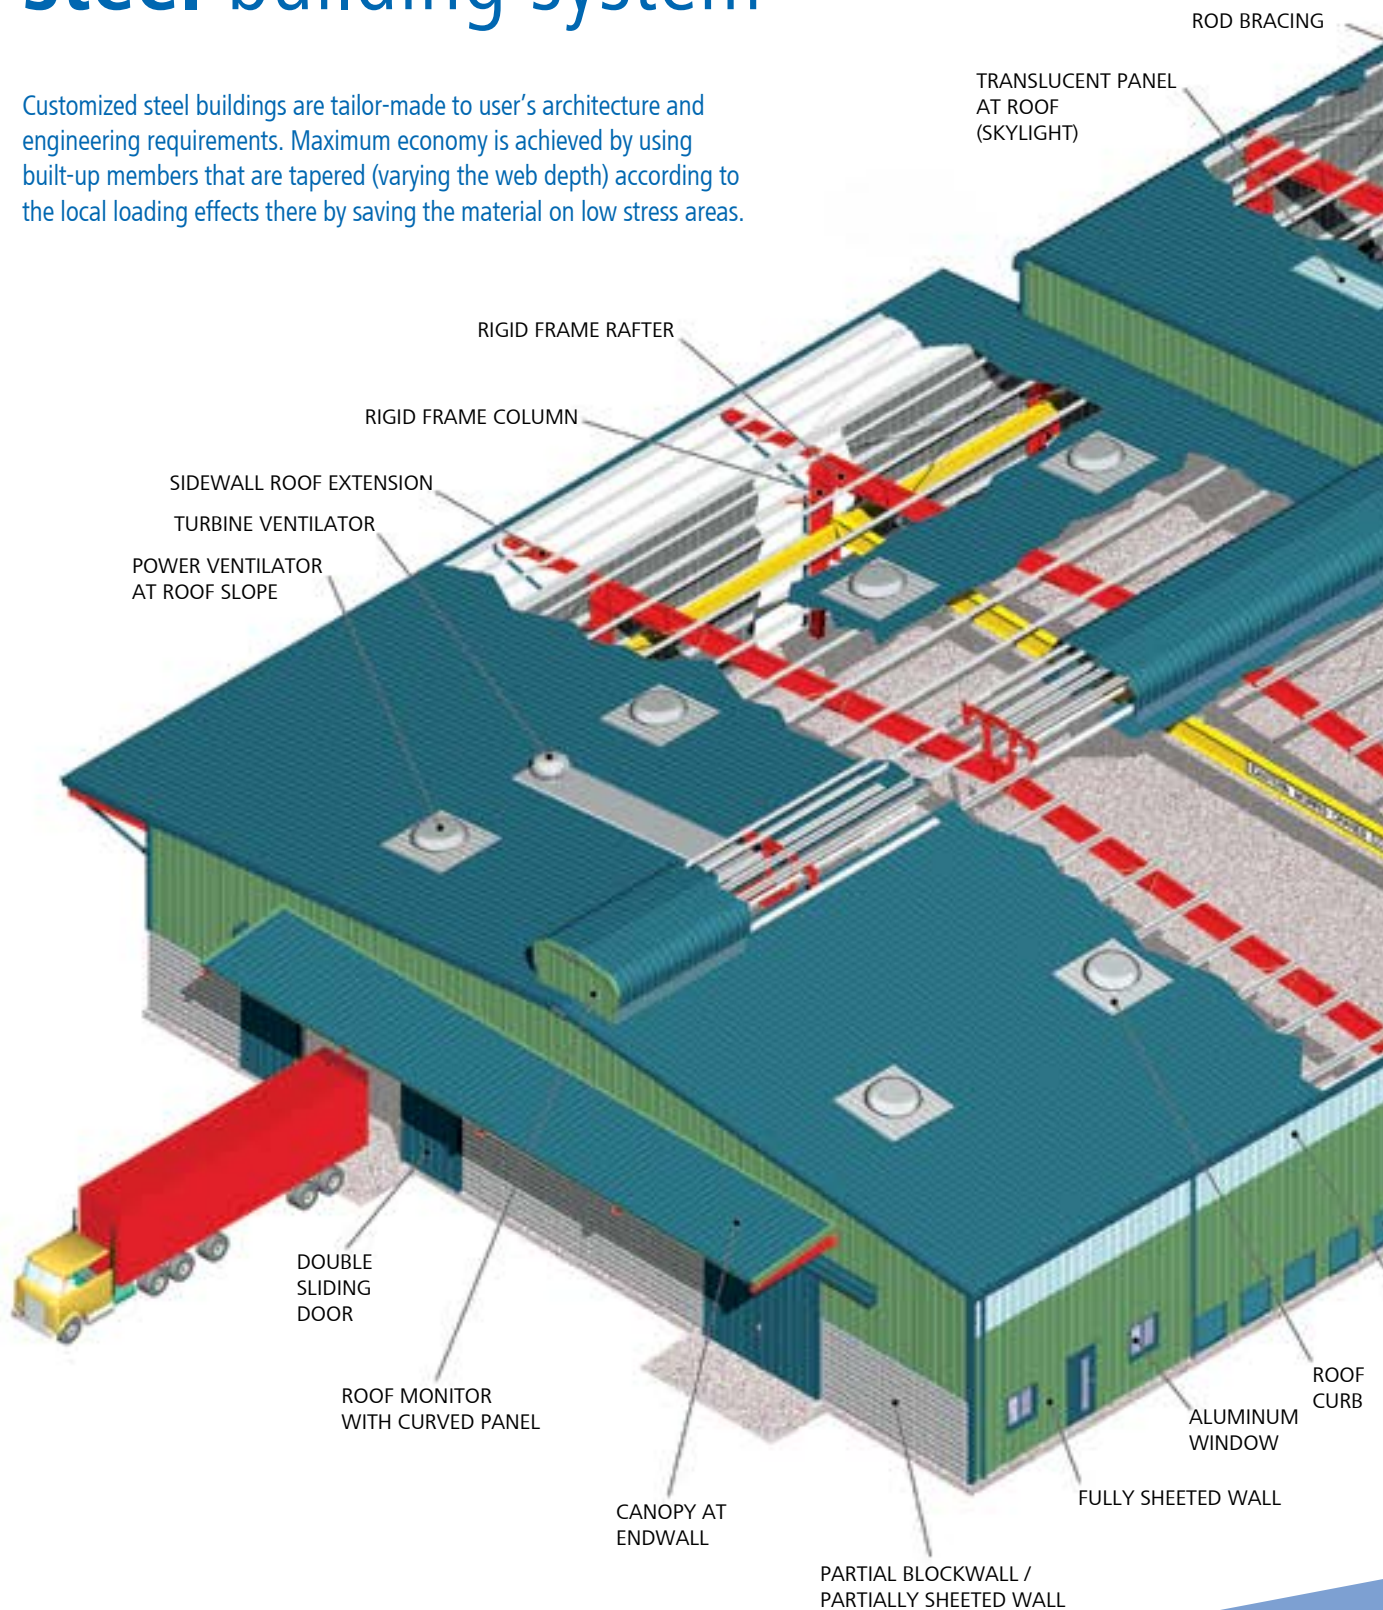 Steel building system
Customized steel buildings are tailor-made to user’s architecture and
engineering requirements. Maximum economy is achieved by using
built-up members that are tapered (varying the web depth) according to
the local loading effects there by saving the material on low stress areas.
ROD BRACING
TRANSLUCENT PANEL
AT ROOF
(SKYLIGHT)
RIGID FRAME RAFTER
RIGID FRAME COLUMN
SIDEWALL ROOF EXTENSION
TURBINE VENTILATOR
POWER VENTILATOR
AT ROOF SLOPE
DOUBLE
SLIDING
DOOR
ROOF MONITOR
WITH CURVED PANEL
CANOPY AT
ENDWALL
PARTIAL BLOCKWALL /
PARTIALLY SHEETED WALL
FULLY SHEETED WALL
ALUMINUM
WINDOW
ROOF
CURB